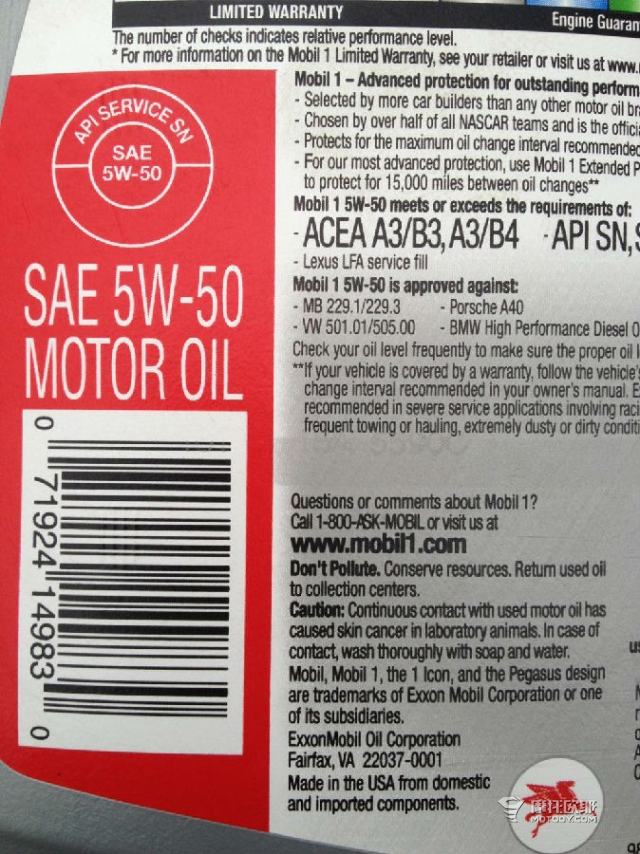 LIMITED WARRANTY
Engine Guaran
The number of checks indicates relative performance level.
* For more information on the Mobil 1 Limited Warranty, see your retailer or visit us at www.
API SERVICE SN
SAE
5W-50
SAE 5W-50
MOTOR OIL
0 71924 14983 0
Mobil 1 – Advanced protection for outstanding perform
- Selected by more car builders than any other motor oil bra
- Chosen by over half of all NASCAR teams and is the offici
- Protects for the maximum oil change interval recommended
- For our most advanced protection, use Mobil 1 Extended P
to protect for 15,000 miles between oil changes**
Mobil 1 5W-50 meets or exceeds the requirements of:
- ACEA A3/B3, A3/B4 - API SN, S
- Lexus LFA service fill
Mobil 1 5W-50 is approved against:
- MB 229.1/229.3 - Porsche A40
- VW 501.01/505.00 - BMW High Performance Diesel O
Check your oil level frequently to make sure the proper oil l
**If your vehicle is covered by a warranty, follow the vehicle's
change interval recommended in your owner's manual. E
recommended in severe service applications involving raci
frequent towing or hauling, extremely dusty or dirty conditi
Questions or comments about Mobil 1?
Call 1-800-ASK-MOBIL or visit us at
www.mobil1.com
Don't Pollute. Conserve resources. Return used oil
to collection centers.
Caution: Continuous contact with used motor oil has
caused skin cancer in laboratory animals. In case of
contact, wash thoroughly with soap and water.
Mobil, Mobil 1, the 1 Icon, and the Pegasus design
are trademarks of Exxon Mobil Corporation or one
of its subsidiaries.
ExxonMobil Oil Corporation
Fairfax, VA 22037-0001
Made in the USA from domestic
and imported components.
摩托欧耶
MOTOOY.COM